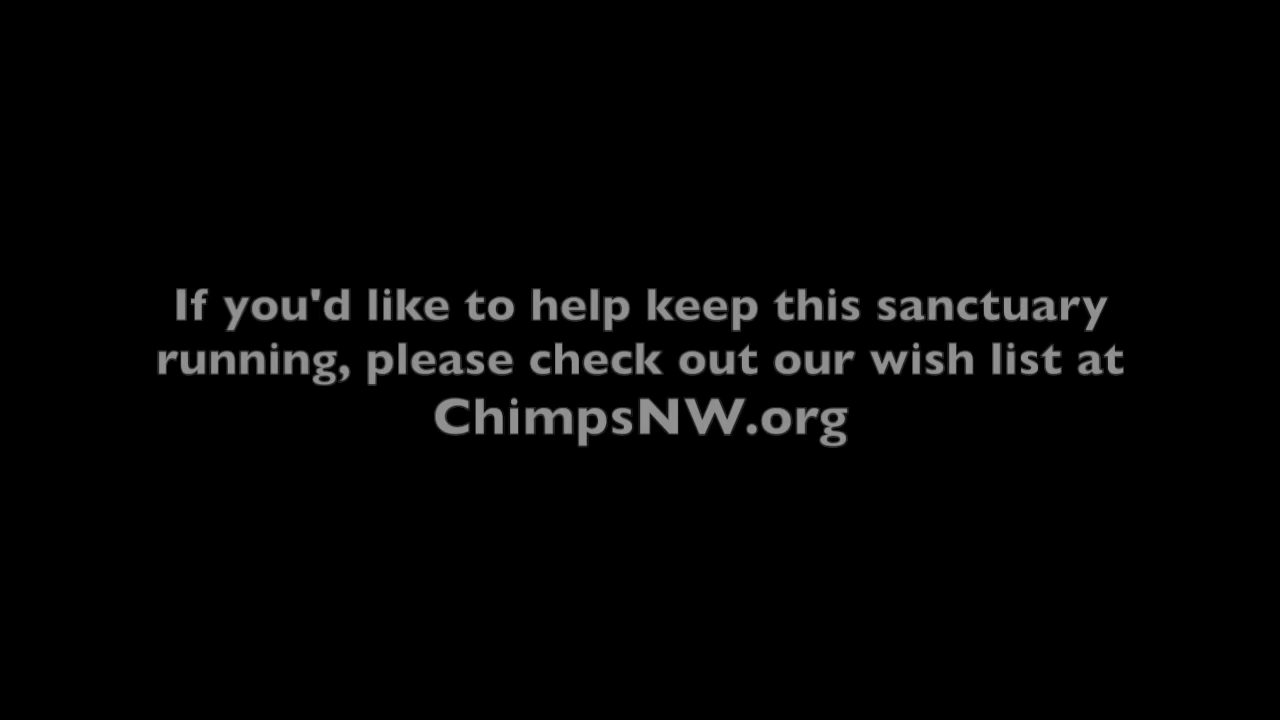 If you'd like to help keep this sanctuary
running, please check out our wish list at
ChimpsNW.org